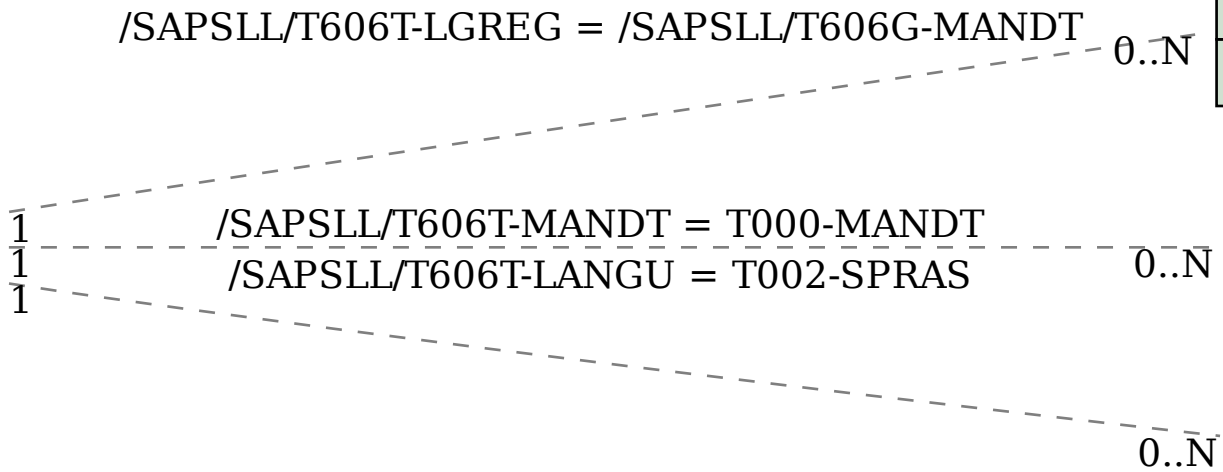 /SAPSLL/T606T-LGREG = /SAPSLL/T606G-MANDT
0..N
1
/SAPSLL/T606T-MANDT = T000-MANDT
1
/SAPSLL/T606T-LANGU = T002-SPRAS
0..N
1
0..N